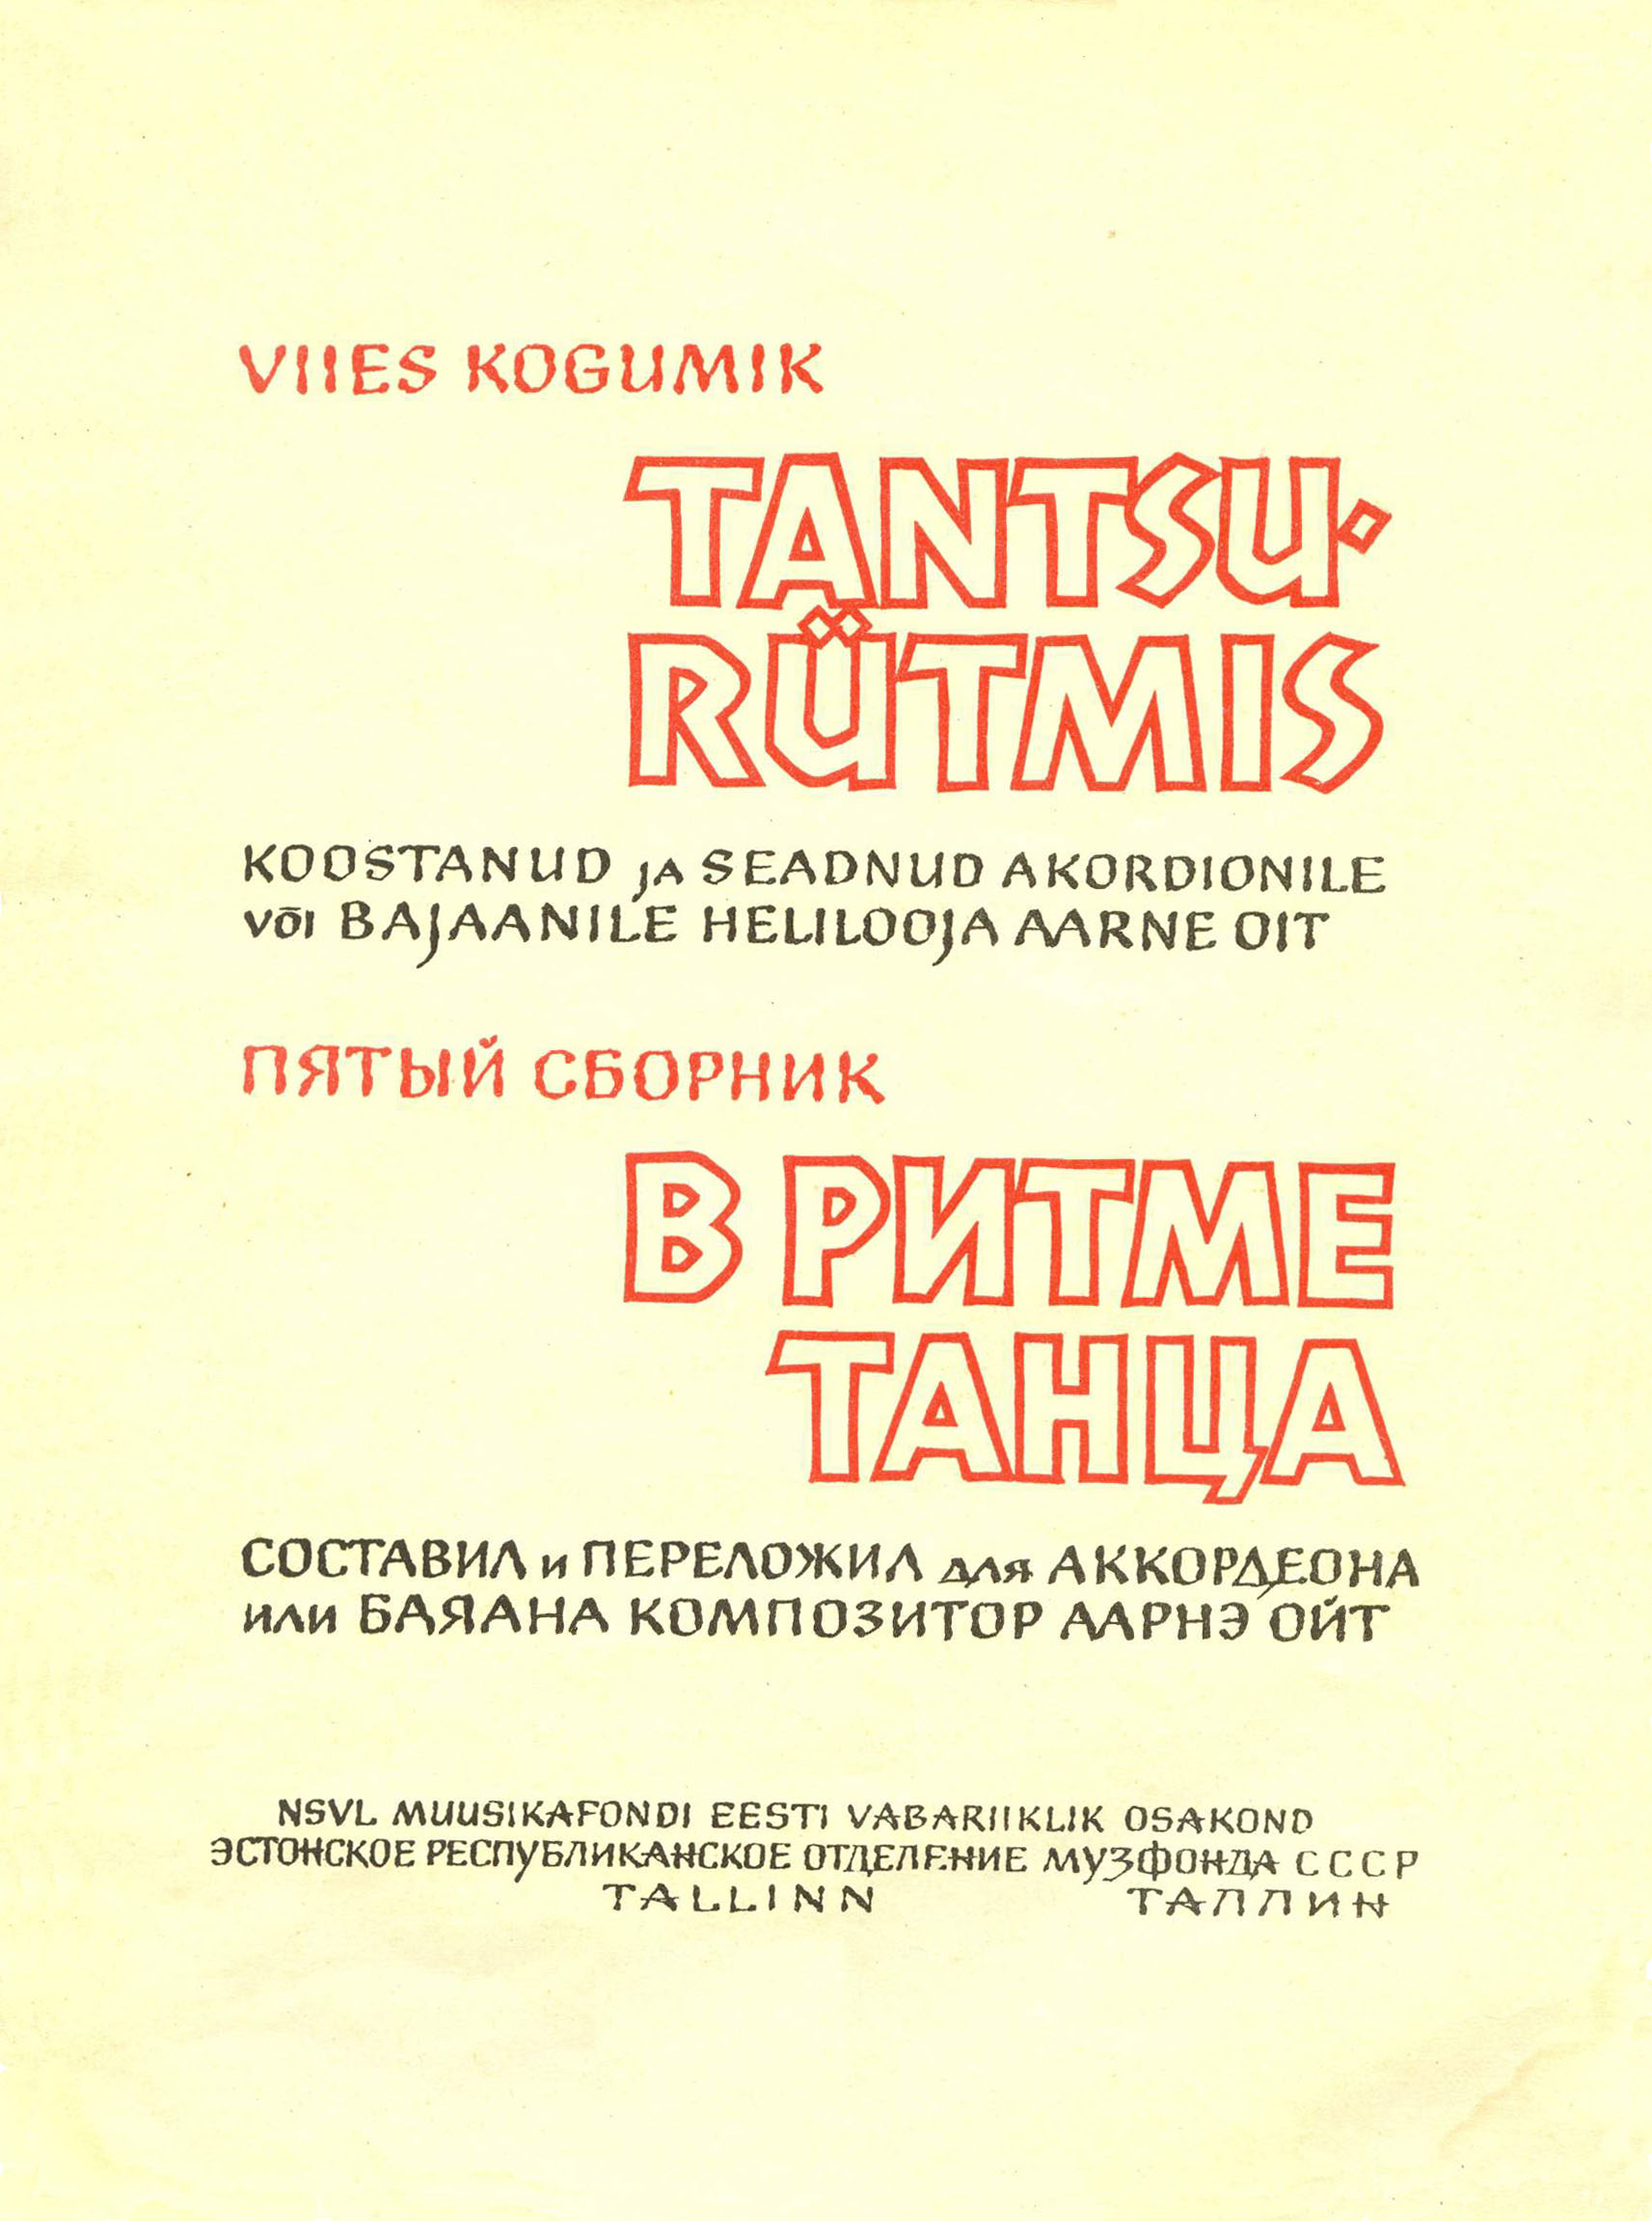 VIIES KOGUMIK
TANTSU-
RÜTMIS
KOOSTANUD JA SEADNUD AKORDIONILE
VÕI BAJAANILE HELILOOJA AARNE OIT
ПЯТЫЙ СБОРНИК
В РИТМЕ
ТАНЦА
СОСТАВИЛ и ПЕРЕЛОЖИЛ для АККОРДЕОНА
или БАЯАНА КОМПОЗИТОР ААРНЭ ОЙТ
NSVL MUUSIKAFONDI EESTI VABARIIKLIK OSAKOND
ЭСТОНСКОЕ РЕСПУБЛИКАНСКОЕ ОТДЕЛЕНИЕ МУЗФОНДА СССР
TALLINN ТАЛЛИН